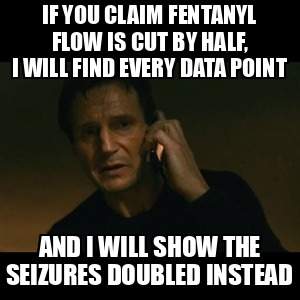 IF YOU CLAIM FENTANYL
FLOW IS CUT BY HALF,
I WILL FIND EVERY DATA POINT
AND I WILL SHOW THE
SEIZURES DOUBLED INSTEAD